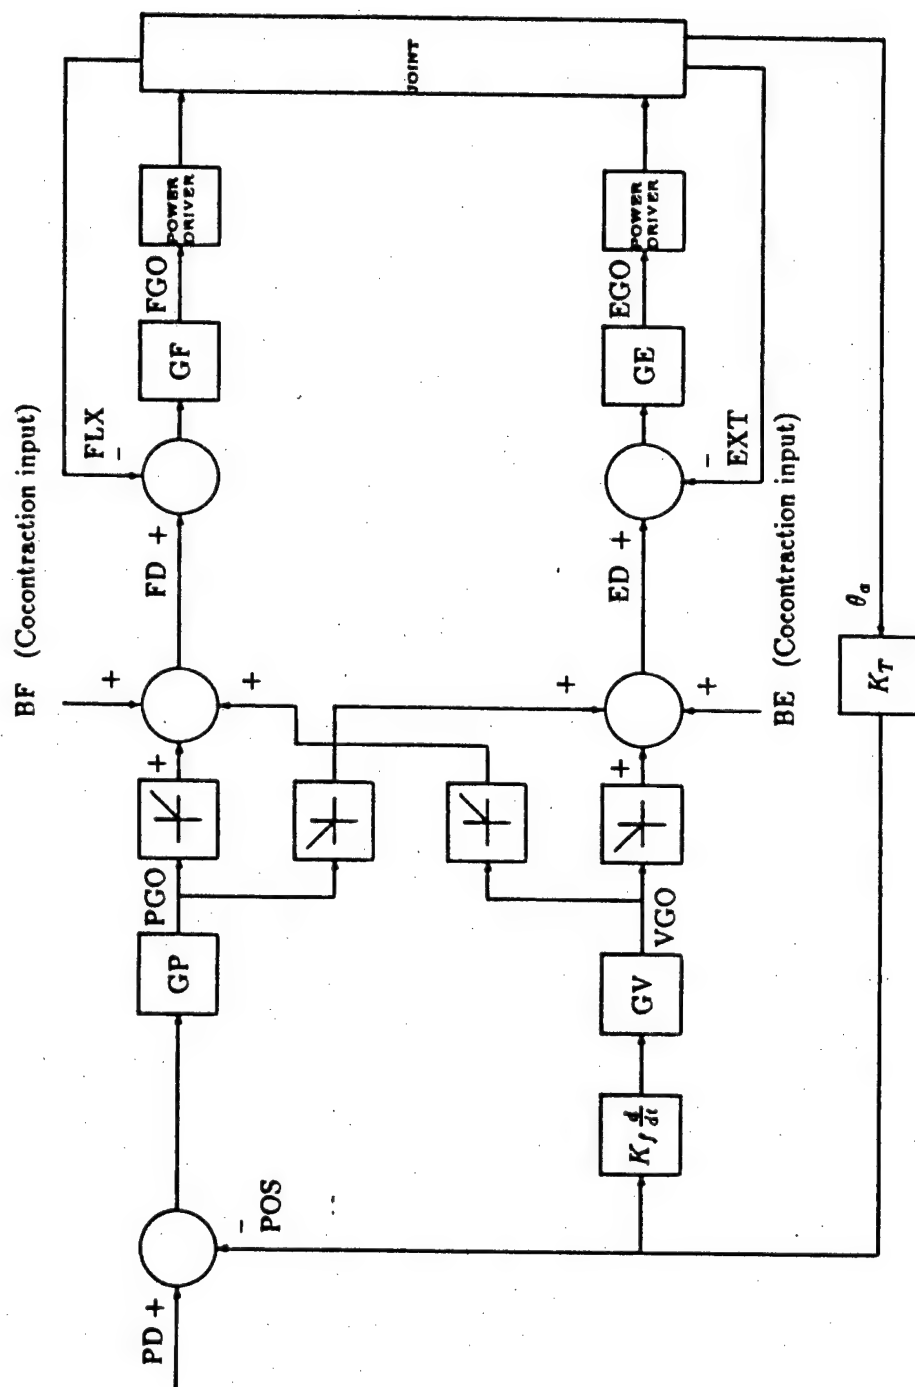 BF (Cocontraction input)
FLX
−
FD +
GF
FGO
POWER
DRIVER
JOINT
+
+
+
PD +
−
POS
GP
PGO
+
+
+
VGO
GV
K_f d/dt
BE (Cocontraction input)
ED +
−
EXT
GE
EGO
POWER
DRIVER
θ_a
K_T